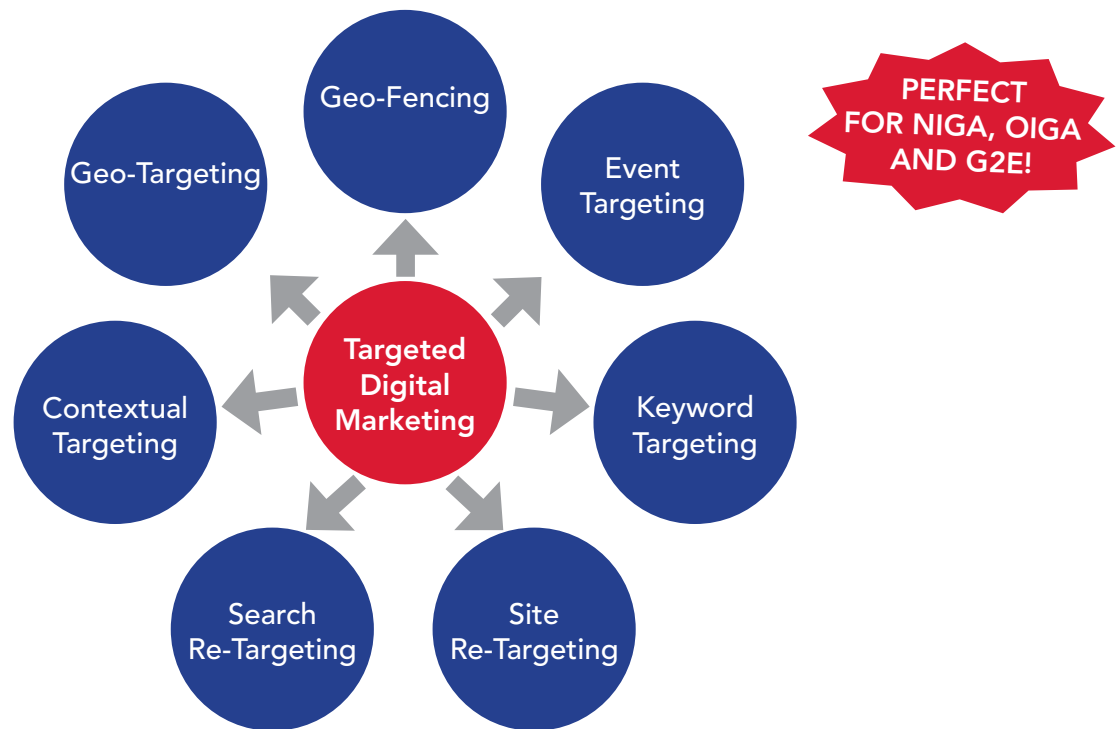 Geo-Fencing
PERFECT
FOR NIGA, OIGA
AND G2E!
Geo-Targeting
Event
Targeting
Targeted
Digital
Marketing
Contextual
Targeting
Keyword
Targeting
Search
Re-Targeting
Site
Re-Targeting